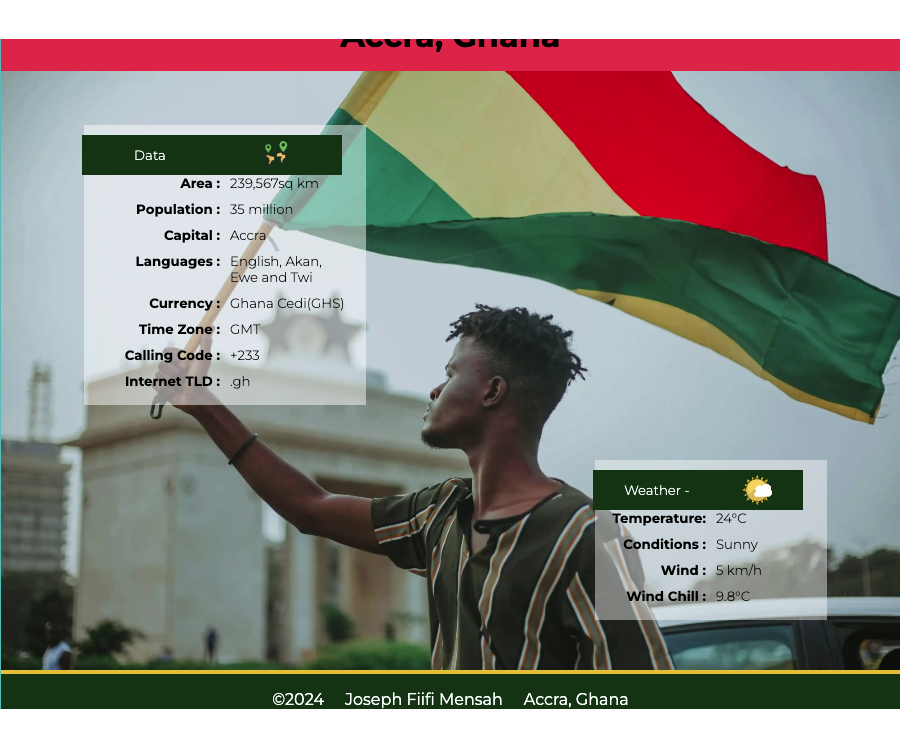 Accra, Ghana
Data
Area : 239,567sq km
Population : 35 million
Capital : Accra
Languages : English, Akan,
Ewe and Twi
Currency : Ghana Cedi(GHS)
Time Zone : GMT
Calling Code : +233
Internet TLD : .gh
Weather -
Temperature: 24°C
Conditions : Sunny
Wind : 5 km/h
Wind Chill : 9.8°C
©2024 Joseph Fiifi Mensah Accra, Ghana